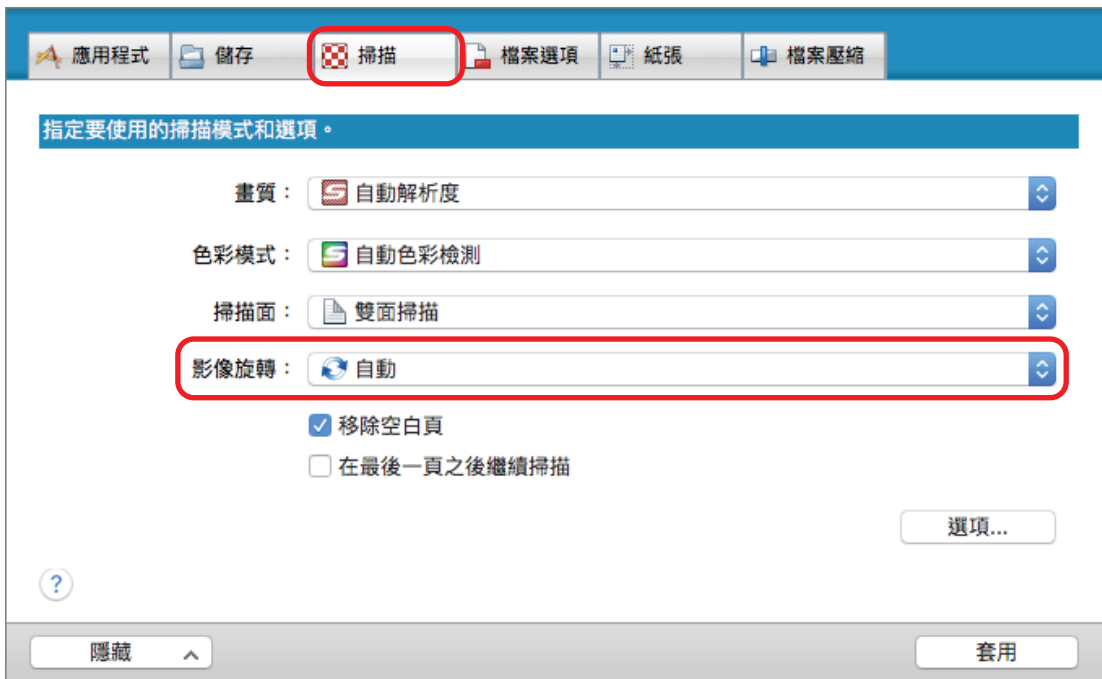 應用程式 儲存 掃描 檔案選項 紙張 檔案壓縮
指定要使用的掃描模式和選項。
畫質： 自動解析度
色彩模式： 自動色彩檢測
掃描面： 雙面掃描
影像旋轉： 自動
移除空白頁
在最後一頁之後繼續掃描
選項...
?
隱藏 套用